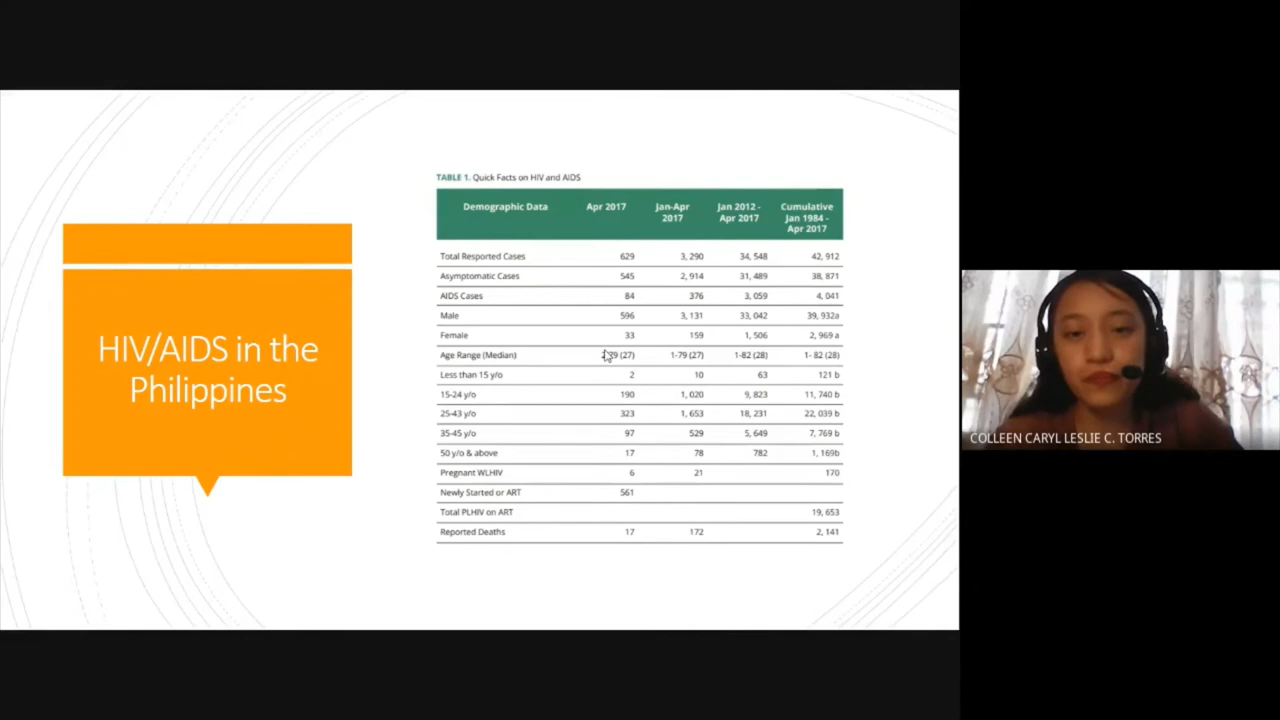 HIV/AIDS in the
Philippines
TABLE 1. Quick Facts on HIV and AIDS
Demographic Data Apr 2017 Jan-Apr 2017 Jan 2012 - Apr 2017 Cumulative Jan 1984 - Apr 2017
Total Resported Cases 629 3, 290 34, 548 42, 912
Asymptomatic Cases 545 2, 914 31, 489 38, 871
AIDS Cases 84 376 3, 059 4, 041
Male 596 3, 131 33, 042 39, 932a
Female 33 159 1, 506 2, 969 a
Age Range (Median) (27) 1-79 (27) 1-82 (28) 1- 82 (28)
Less than 15 y/o 2 10 63 121 b
15-24 y/o 190 1, 020 9, 823 11, 740 b
25-43 y/o 323 1, 653 18, 231 22, 039 b
35-45 y/o 97 529 5, 649 7, 769 b
50 y/o & above 17 78 782 1, 169b
Pregnant WLHIV 6 21 170
Newly Started or ART 561
Total PLHIV on ART 19, 653
Reported Deaths 17 172 2, 141
COLLEEN CARYL LESLIE C. TORRES